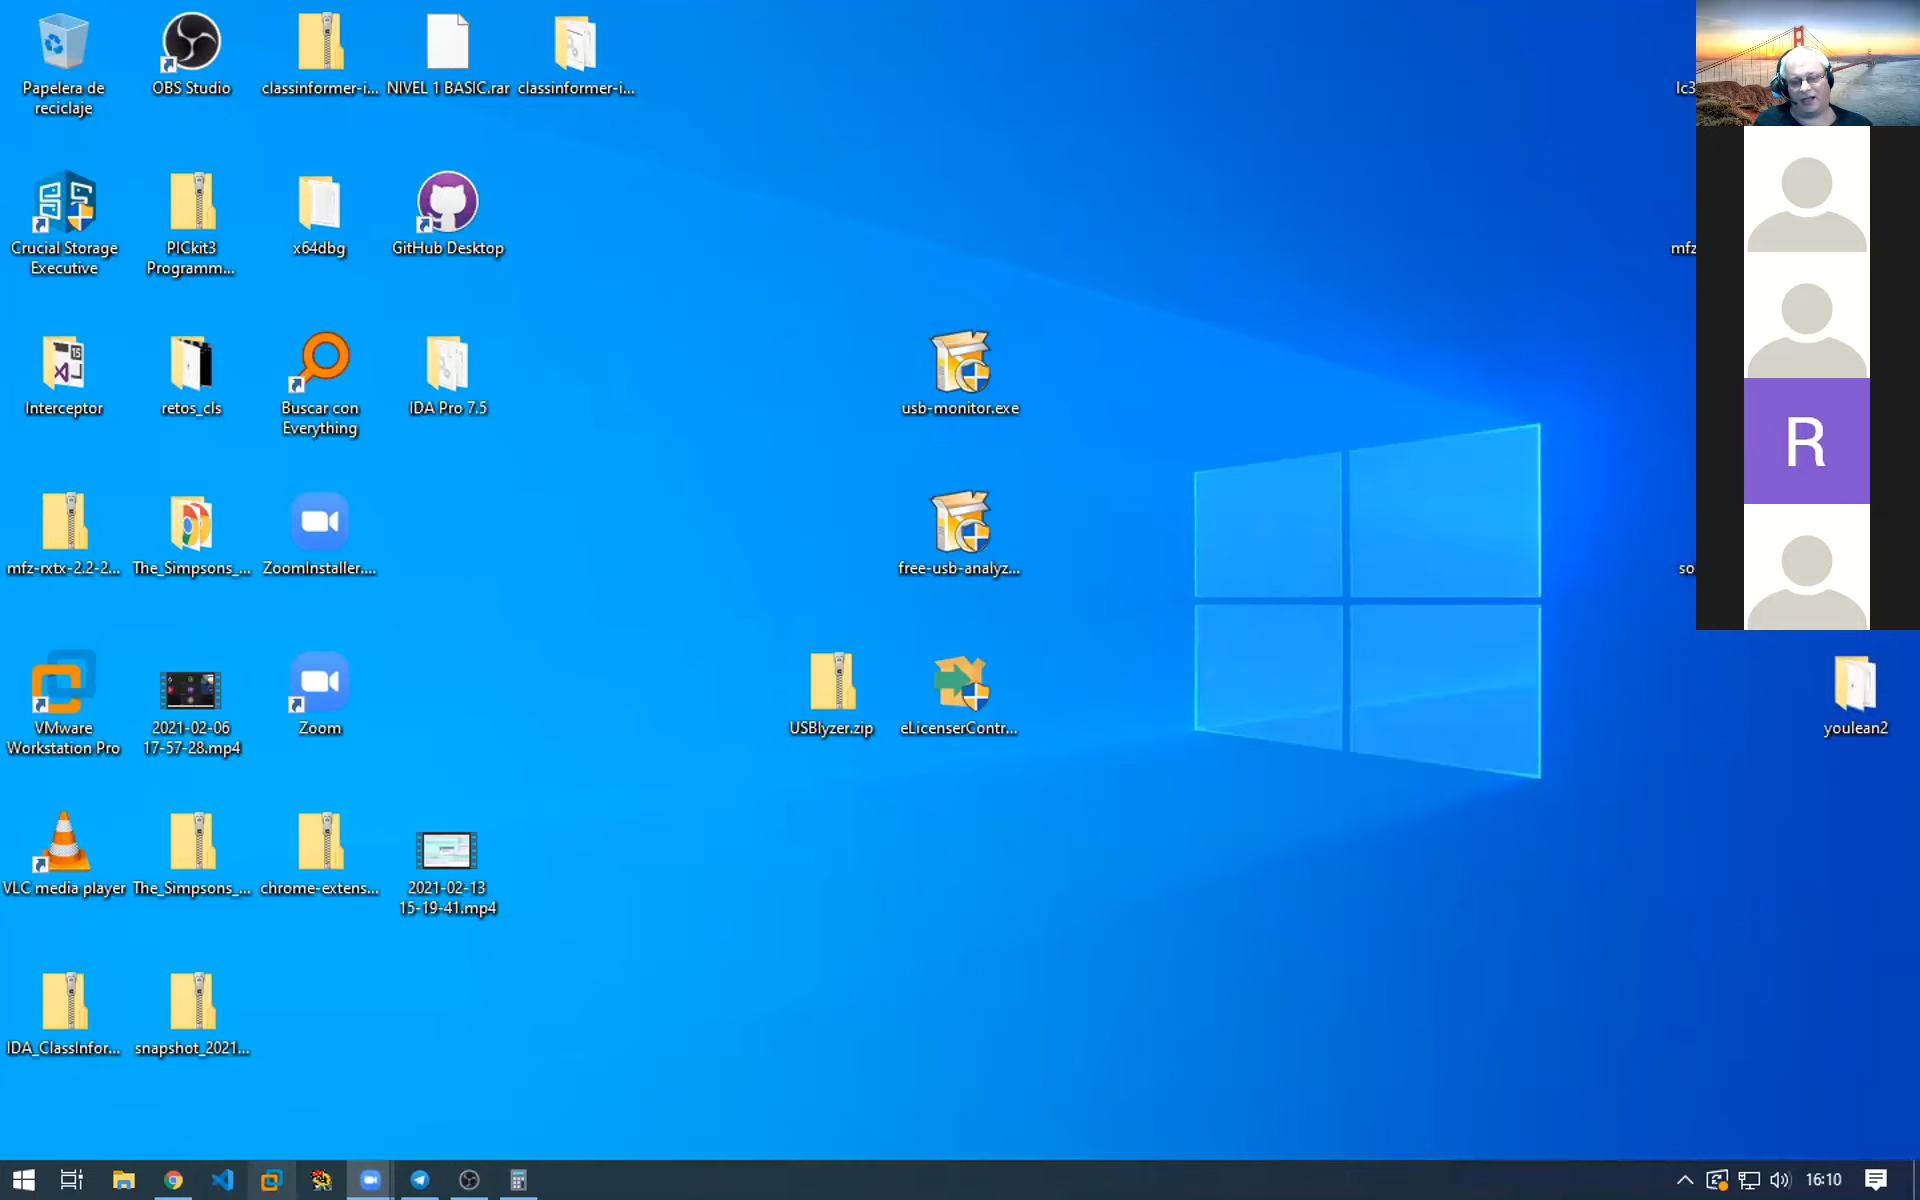 Papelera de
reciclaje
OBS Studio
classinformer-i...
NIVEL 1 BASIC.rar
classinformer-i...
lc3
Crucial Storage
Executive
PICkit3
Programm...
x64dbg
GitHub Desktop
mfz
Interceptor
retos_cls
Buscar con
Everything
IDA Pro 7.5
usb-monitor.exe
R
mfz-rxtx-2.2-2...
The_Simpsons_...
ZoomInstaller....
free-usb-analyz...
so
VMware
Workstation Pro
2021-02-06
17-57-28.mp4
Zoom
USBlyzer.zip
eLicenserContr...
youlean2
VLC media player
The_Simpsons_...
chrome-extens...
2021-02-13
15-19-41.mp4
IDA_ClassInfor...
snapshot_2021...
16:10